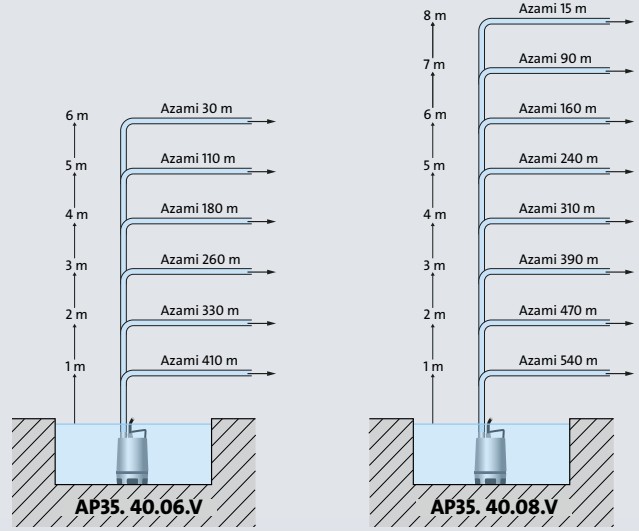 6 m
Azami 30 m
5 m
Azami 110 m
4 m
Azami 180 m
3 m
Azami 260 m
2 m
Azami 330 m
1 m
Azami 410 m
AP35. 40.06.V
8 m
Azami 15 m
7 m
Azami 90 m
6 m
Azami 160 m
5 m
Azami 240 m
4 m
Azami 310 m
3 m
Azami 390 m
2 m
Azami 470 m
1 m
Azami 540 m
AP35. 40.08.V